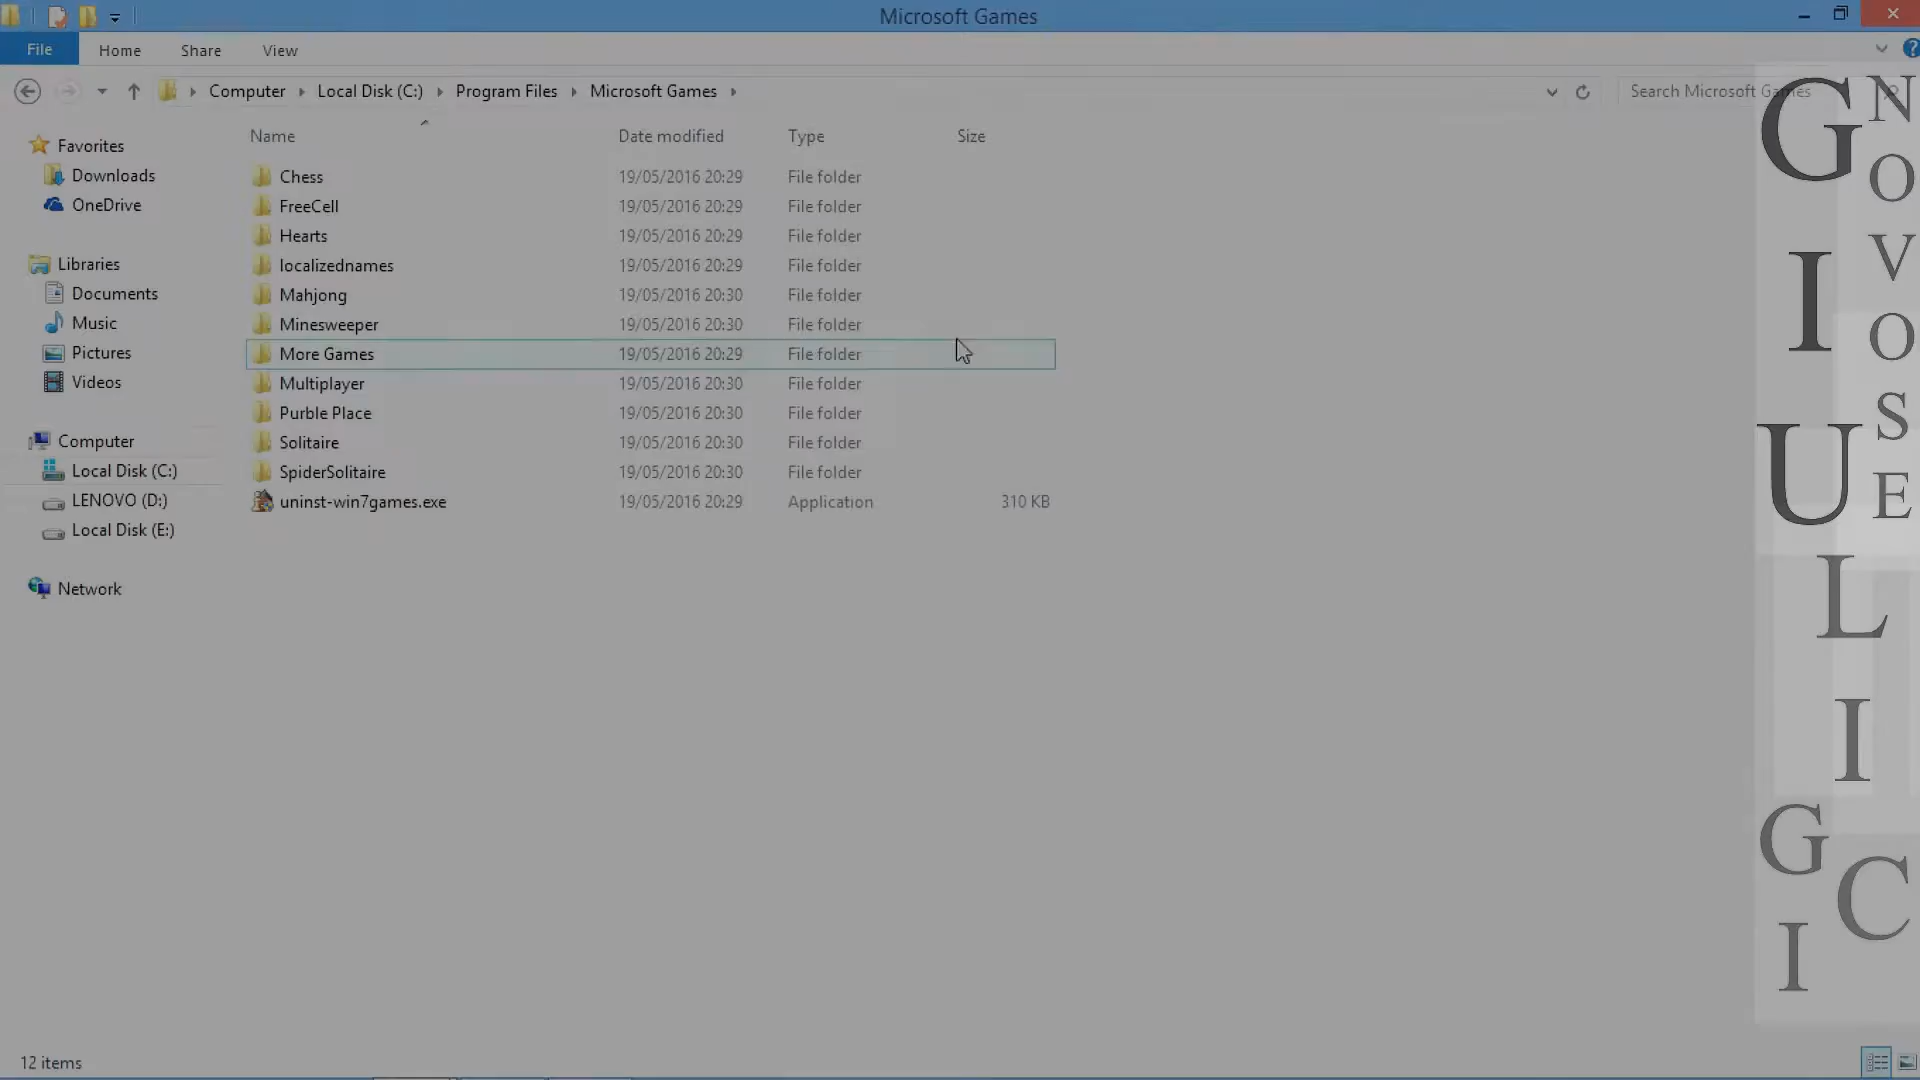 Microsoft Games
File Home Share View
Computer Local Disk (C:) Program Files Microsoft Games
Search Microsoft Games
Name Date modified Type Size
Favorites
Downloads
OneDrive
Libraries
Documents
Music
Pictures
Videos
Computer
Local Disk (C:)
LENOVO (D:)
Local Disk (E:)
Network
Chess 19/05/2016 20:29 File folder
FreeCell 19/05/2016 20:29 File folder
Hearts 19/05/2016 20:29 File folder
localizednames 19/05/2016 20:29 File folder
Mahjong 19/05/2016 20:30 File folder
Minesweeper 19/05/2016 20:30 File folder
More Games 19/05/2016 20:29 File folder
Multiplayer 19/05/2016 20:30 File folder
Purble Place 19/05/2016 20:30 File folder
Solitaire 19/05/2016 20:30 File folder
SpiderSolitaire 19/05/2016 20:30 File folder
uninst-win7games.exe 19/05/2016 20:29 Application 310 KB
12 items
GIULI
NOVOSE
GI
C